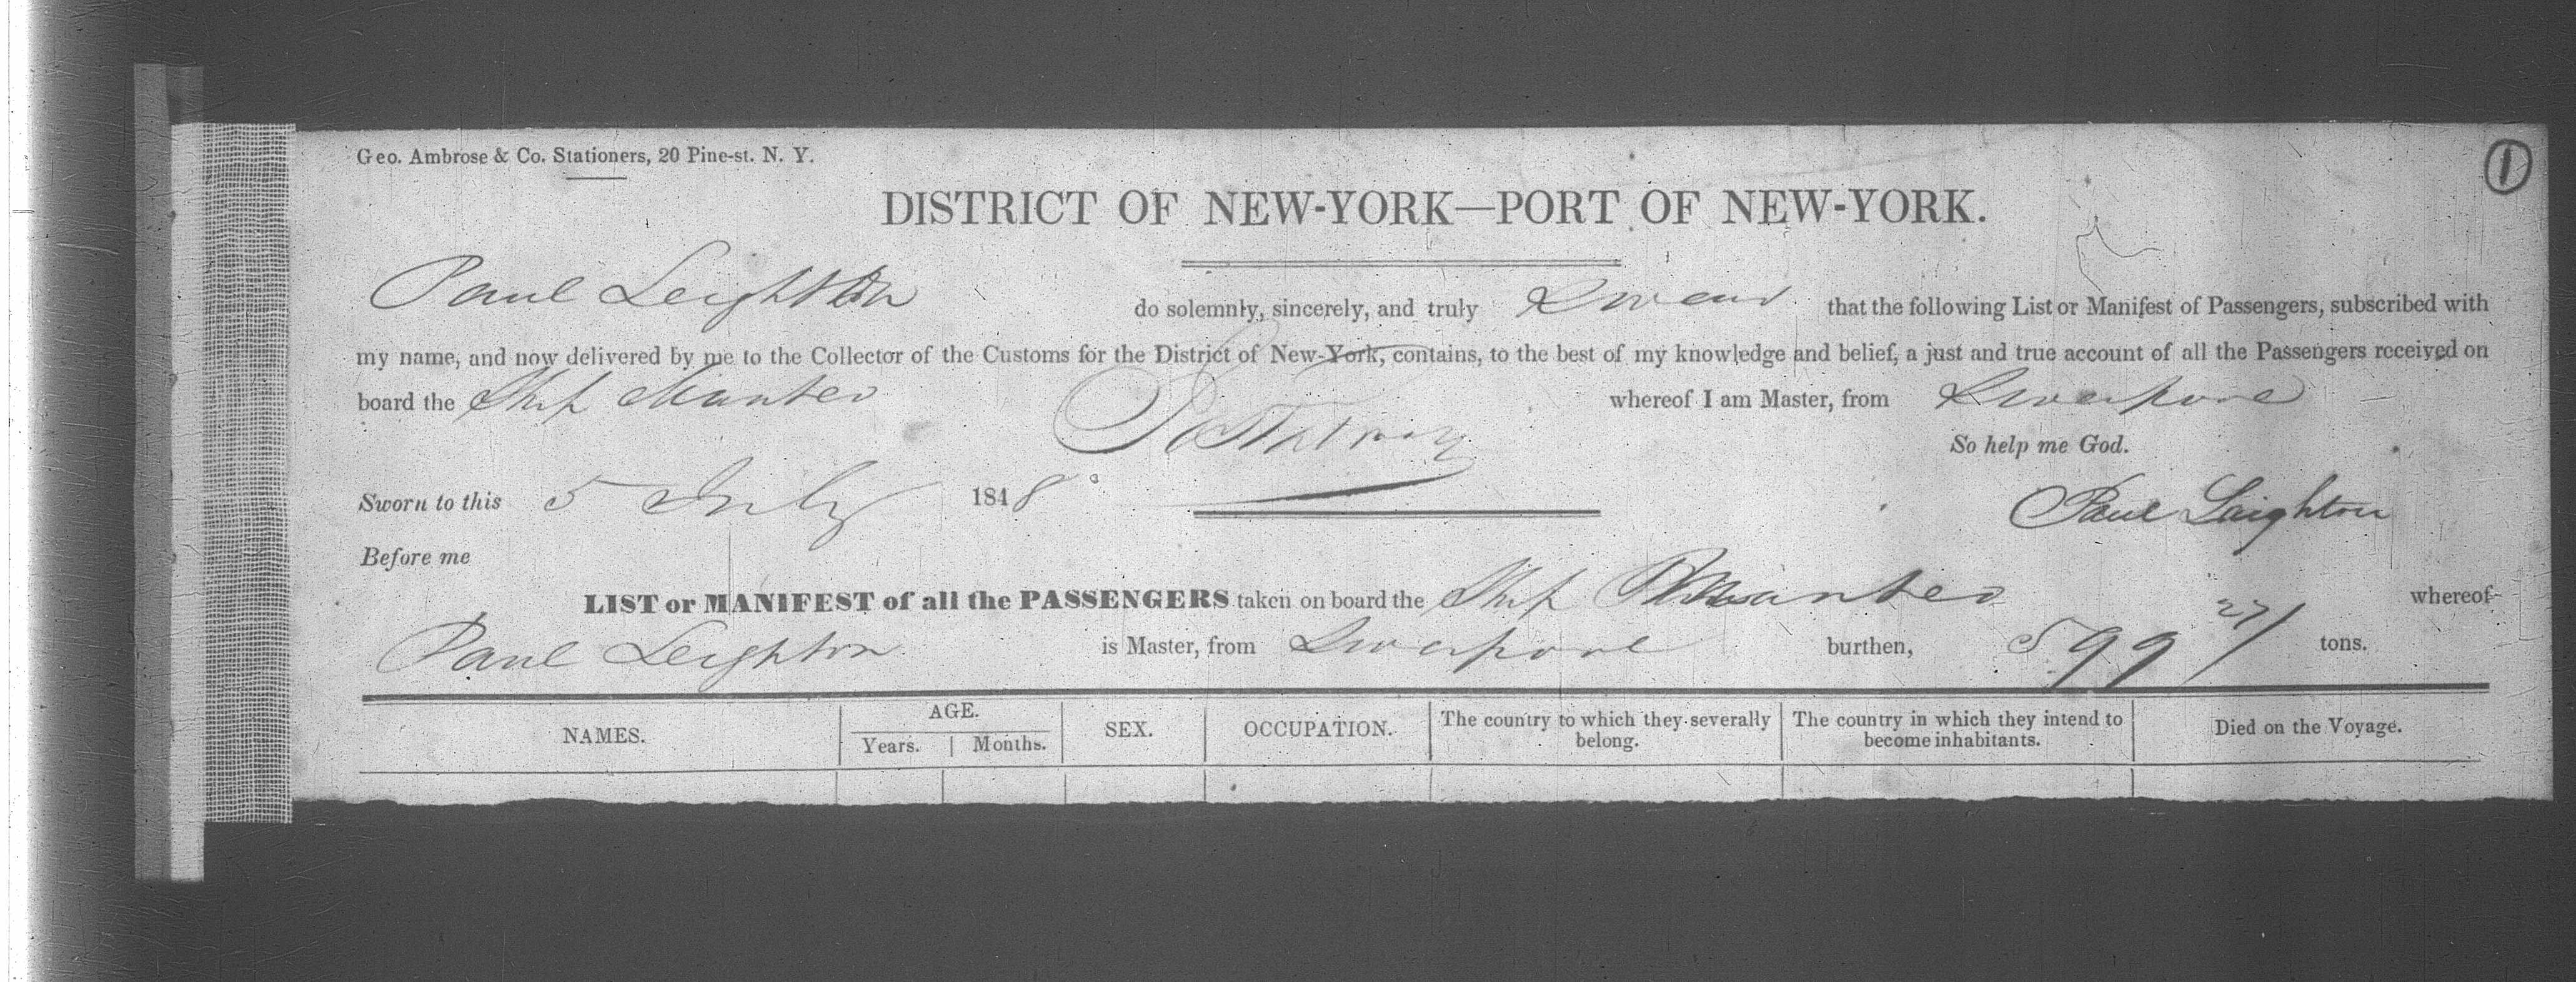 Geo. Ambrose & Co. Stationers, 20 Pine-st. N. Y.
1
DISTRICT OF NEW-YORK—PORT OF NEW-YORK.
Paul Leighton do solemnly, sincerely, and truly Swear that the following List or Manifest of Passengers, subscribed with
my name, and now delivered by me to the Collector of the Customs for the District of New-York, contains, to the best of my knowledge and belief, a just and true account of all the Passengers received on
board the Ship Manteo whereof I am Master, from Liverpool
So help me God.
Sworn to this 5 July 1848 Paul Leighton
Before me
LIST or MANIFEST of all the PASSENGERS taken on board the Ship Manteo whereof
Paul Leighton is Master, from Liverpool burthen, 599 27/ tons.
NAMES. AGE. SEX. OCCUPATION. The country to which they severally belong. The country in which they intend to become inhabitants. Died on the Voyage.
Years. Months.